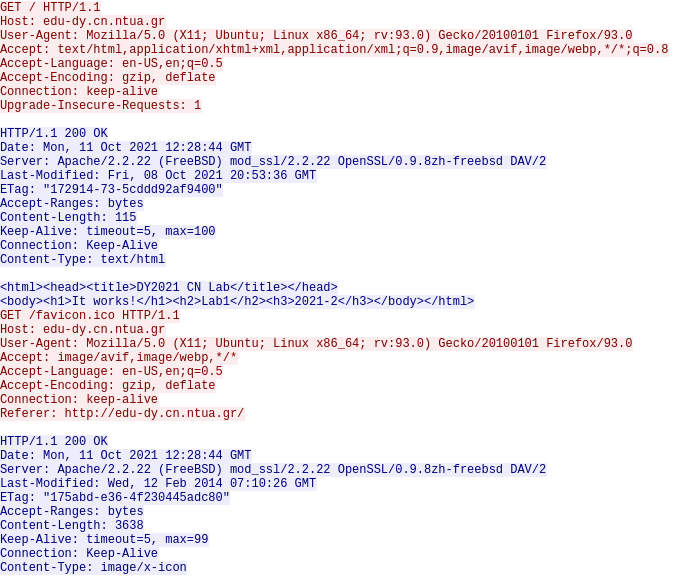 GET / HTTP/1.1
Host: edu-dy.cn.ntua.gr
User-Agent: Mozilla/5.0 (X11; Ubuntu; Linux x86_64; rv:93.0) Gecko/20100101 Firefox/93.0
Accept: text/html,application/xhtml+xml,application/xml;q=0.9,image/avif,image/webp,*/*;q=0.8
Accept-Language: en-US,en;q=0.5
Accept-Encoding: gzip, deflate
Connection: keep-alive
Upgrade-Insecure-Requests: 1

HTTP/1.1 200 OK
Date: Mon, 11 Oct 2021 12:28:44 GMT
Server: Apache/2.2.22 (FreeBSD) mod_ssl/2.2.22 OpenSSL/0.9.8zh-freebsd DAV/2
Last-Modified: Fri, 08 Oct 2021 20:53:36 GMT
ETag: "172914-73-5cddd92af9400"
Accept-Ranges: bytes
Content-Length: 115
Keep-Alive: timeout=5, max=100
Connection: Keep-Alive
Content-Type: text/html

<html><head><title>DY2021 CN Lab</title></head>
<body><h1>It works!</h1><h2>Lab1</h2><h3>2021-2</h3></body></html>
GET /favicon.ico HTTP/1.1
Host: edu-dy.cn.ntua.gr
User-Agent: Mozilla/5.0 (X11; Ubuntu; Linux x86_64; rv:93.0) Gecko/20100101 Firefox/93.0
Accept: image/avif,image/webp,*/*
Accept-Language: en-US,en;q=0.5
Accept-Encoding: gzip, deflate
Connection: keep-alive
Referer: http://edu-dy.cn.ntua.gr/

HTTP/1.1 200 OK
Date: Mon, 11 Oct 2021 12:28:44 GMT
Server: Apache/2.2.22 (FreeBSD) mod_ssl/2.2.22 OpenSSL/0.9.8zh-freebsd DAV/2
Last-Modified: Wed, 12 Feb 2014 07:10:26 GMT
ETag: "175abd-e36-4f230445adc80"
Accept-Ranges: bytes
Content-Length: 3638
Keep-Alive: timeout=5, max=99
Connection: Keep-Alive
Content-Type: image/x-icon